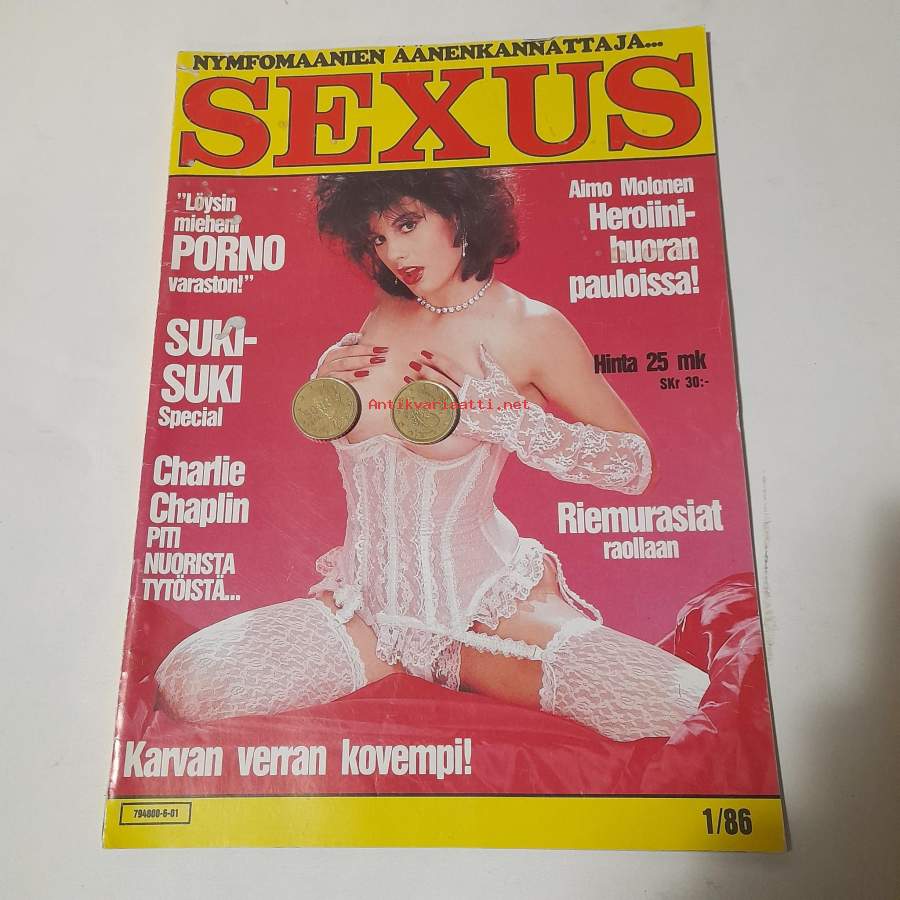 NYMFOMAANIEN ÄÄNENKANNATTAJA...
SEXUS
"Löysin
mieheni
PORNO
varaston!"
SUKI-
SUKI
Special
Charlie
Chaplin
PITI
NUORISTA
TYTÖISTÄ...
Aimo Molonen
Heroiini-
huoran
pauloissa!
Hinta 25 mk
SKr 30:-
Antikvariaatti.net
Riemurasiat
raollaan
Karvan verran kovempi!
794800-6-01
1/86